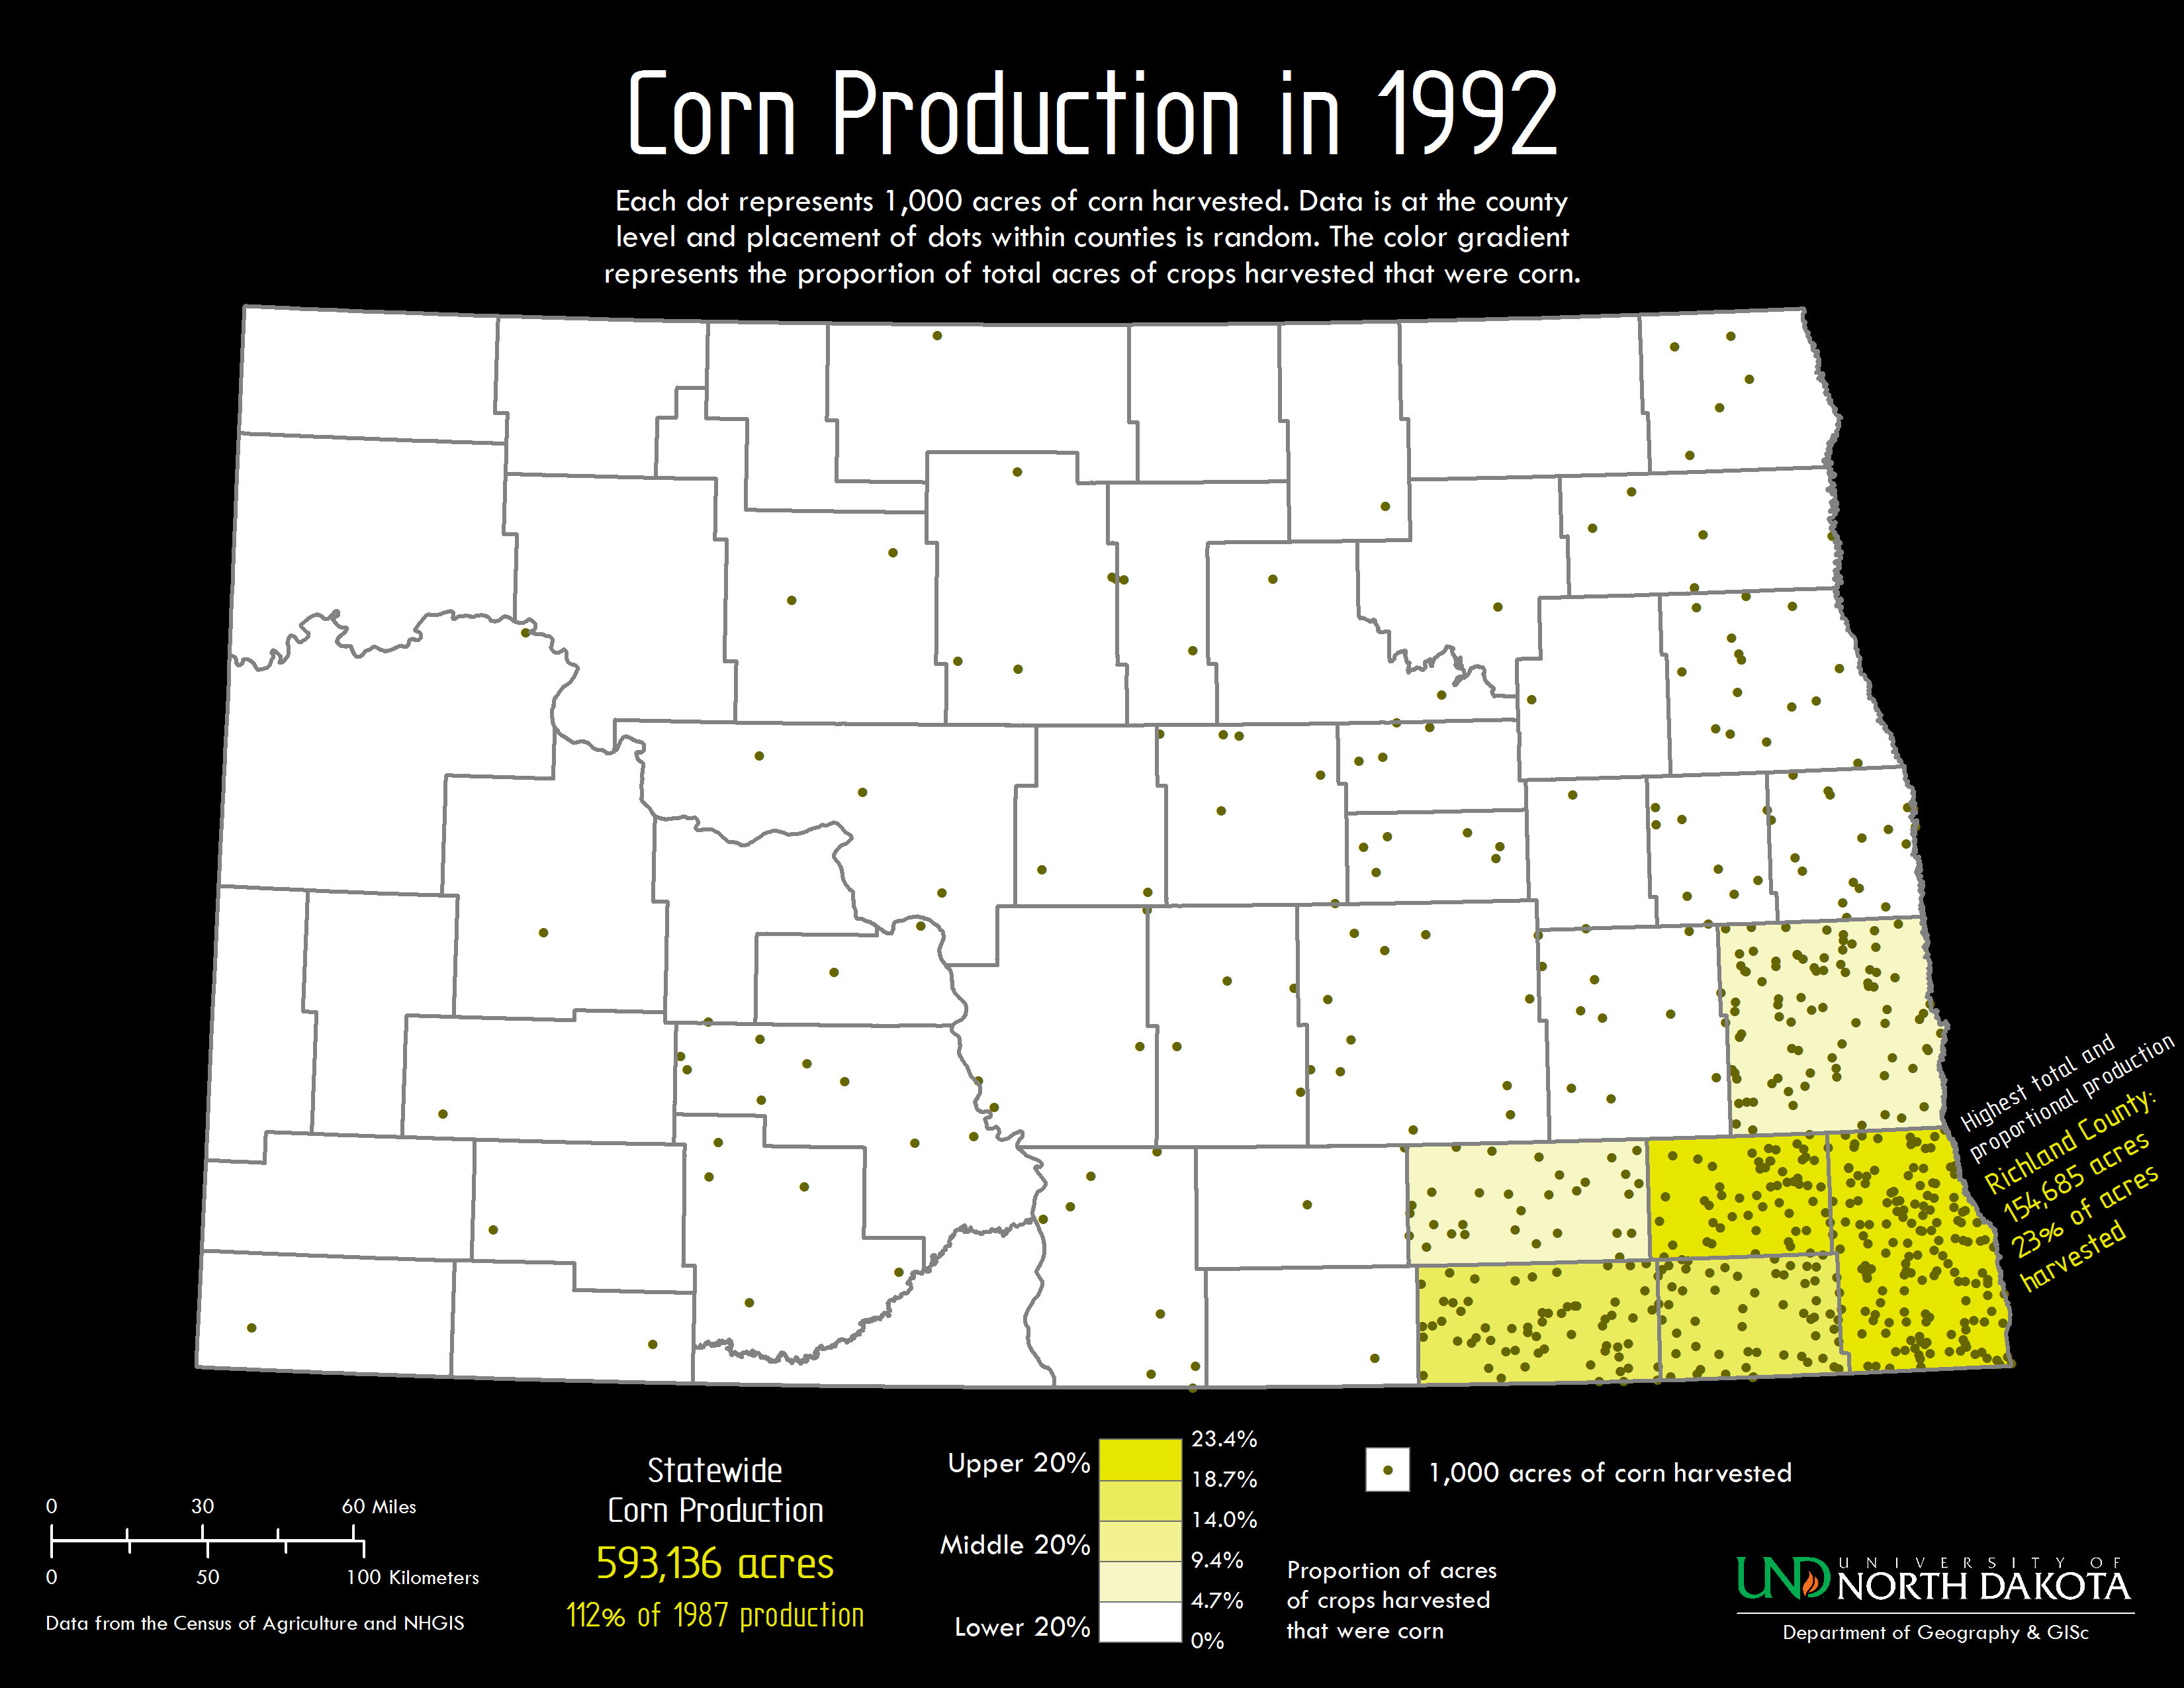 Corn Production in 1992
Each dot represents 1,000 acres of corn harvested. Data is at the county
level and placement of dots within counties is random. The color gradient
represents the proportion of total acres of crops harvested that were corn.
Highest total and
proportional production
Richland County:
154,685 acres
23% of acres
harvested
0 30 60 Miles
0 50 100 Kilometers
Data from the Census of Agriculture and NHGIS
Statewide
Corn Production
593,136 acres
112% of 1987 production
Upper 20%
Middle 20%
Lower 20%
23.4%
18.7%
14.0%
9.4%
4.7%
0%
1,000 acres of corn harvested
Proportion of acres
of crops harvested
that were corn
UND
UNIVERSITY OF
NORTH DAKOTA
Department of Geography & GISc